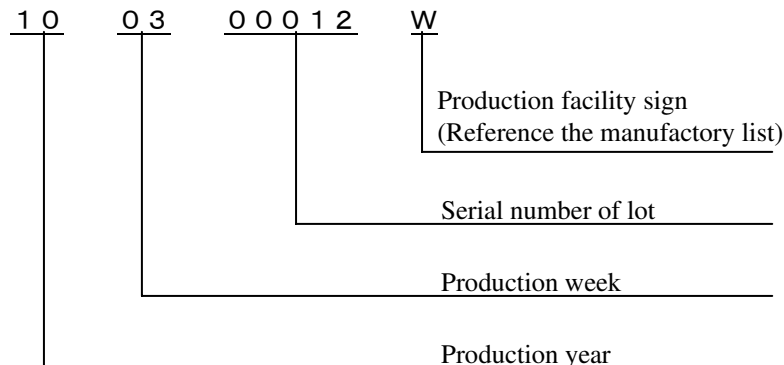 １０ ０３ ０００１２ Ｗ
Production facility sign
(Reference the manufactory list)
Serial number of lot
Production week
Production year